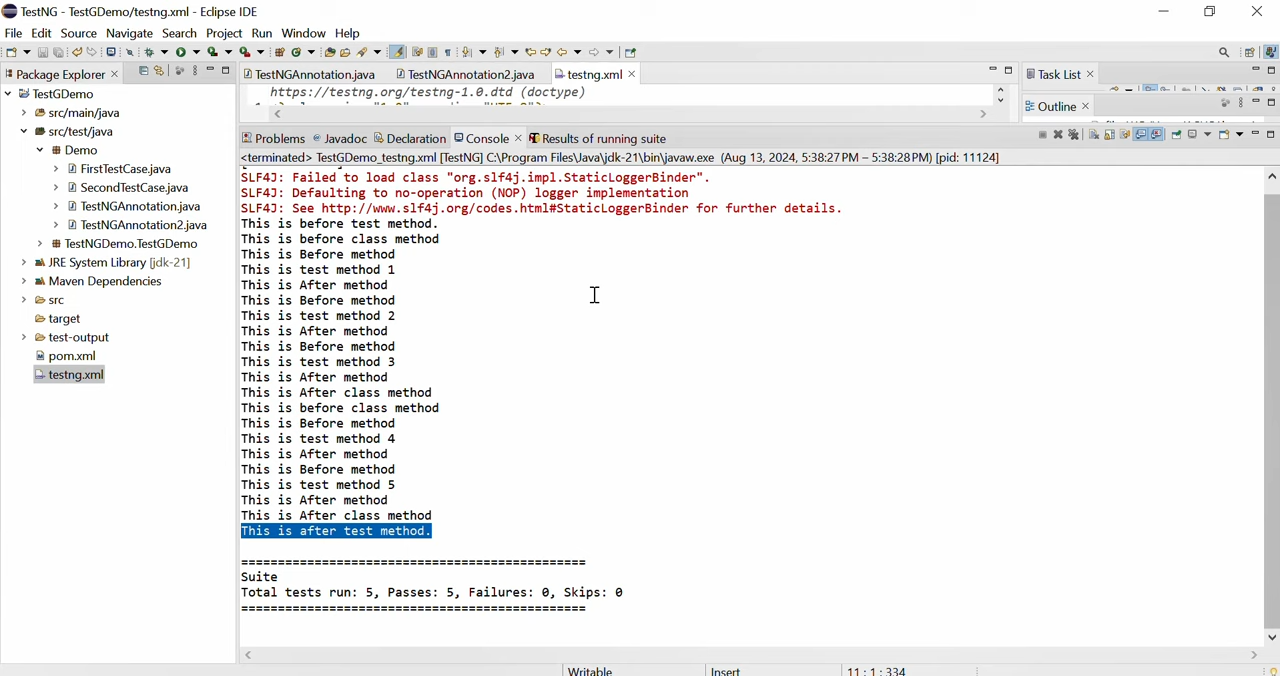 TestNG - TestGDemo/testng.xml - Eclipse IDE
File Edit Source Navigate Search Project Run Window Help
Package Explorer
TestGDemo
src/main/java
src/test/java
Demo
FirstTestCase.java
SecondTestCase.java
TestNGAnnotation.java
TestNGAnnotation2.java
TestNGDemo.TestGDemo
JRE System Library [jdk-21]
Maven Dependencies
src
target
test-output
pom.xml
testng.xml
TestNGAnnotation.java TestNGAnnotation2.java testng.xml
https://testng.org/testng-1.0.dtd (doctype)
Task List
Outline
Problems Javadoc Declaration Console Results of running suite
<terminated> TestGDemo_testng.xml [TestNG] C:\Program Files\Java\jdk-21\bin\javaw.exe (Aug 13, 2024, 5:38:27 PM – 5:38:28 PM) [pid: 11124]
SLF4J: Failed to load class "org.slf4j.impl.StaticLoggerBinder".
SLF4J: Defaulting to no-operation (NOP) logger implementation
SLF4J: See http://www.slf4j.org/codes.html#StaticLoggerBinder for further details.
This is before test method.
This is before class method
This is Before method
This is test method 1
This is After method
This is Before method
This is test method 2
This is After method
This is Before method
This is test method 3
This is After method
This is After class method
This is before class method
This is Before method
This is test method 4
This is After method
This is Before method
This is test method 5
This is After method
This is After class method
This is after test method.
===============================================
Suite
Total tests run: 5, Passes: 5, Failures: 0, Skips: 0
===============================================
Writable Insert 11 : 1 : 334